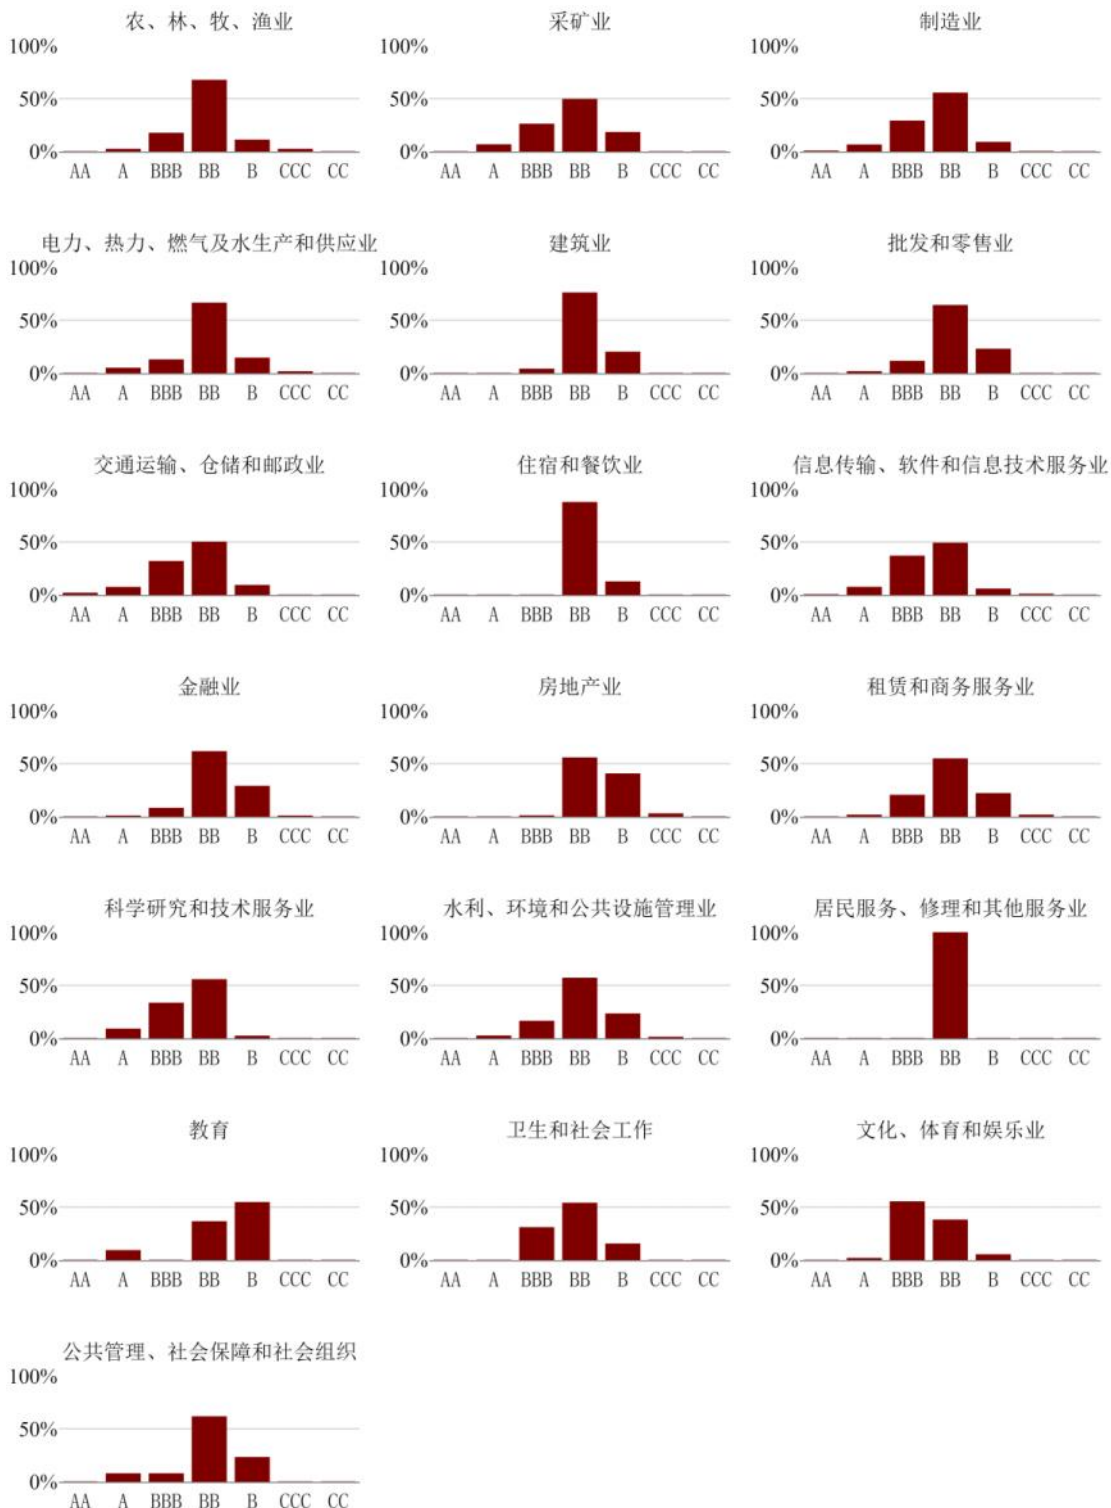 农、林、牧、渔业 采矿业 制造业
100% 100% 100%
50% 50% 50%
0% 0% 0%
AA A BBB BB B CCC CC AA A BBB BB B CCC CC AA A BBB BB B CCC CC
电力、热力、燃气及水生产和供应业 建筑业 批发和零售业
100% 100% 100%
50% 50% 50%
0% 0% 0%
AA A BBB BB B CCC CC AA A BBB BB B CCC CC AA A BBB BB B CCC CC
交通运输、仓储和邮政业 住宿和餐饮业 信息传输、软件和信息技术服务业
100% 100% 100%
50% 50% 50%
0% 0% 0%
AA A BBB BB B CCC CC AA A BBB BB B CCC CC AA A BBB BB B CCC CC
金融业 房地产业 租赁和商务服务业
100% 100% 100%
50% 50% 50%
0% 0% 0%
AA A BBB BB B CCC CC AA A BBB BB B CCC CC AA A BBB BB B CCC CC
科学研究和技术服务业 水利、环境和公共设施管理业 居民服务、修理和其他服务业
100% 100% 100%
50% 50% 50%
0% 0% 0%
AA A BBB BB B CCC CC AA A BBB BB B CCC CC AA A BBB BB B CCC CC
教育 卫生和社会工作 文化、体育和娱乐业
100% 100% 100%
50% 50% 50%
0% 0% 0%
AA A BBB BB B CCC CC AA A BBB BB B CCC CC AA A BBB BB B CCC CC
公共管理、社会保障和社会组织
100%
50%
0%
AA A BBB BB B CCC CC